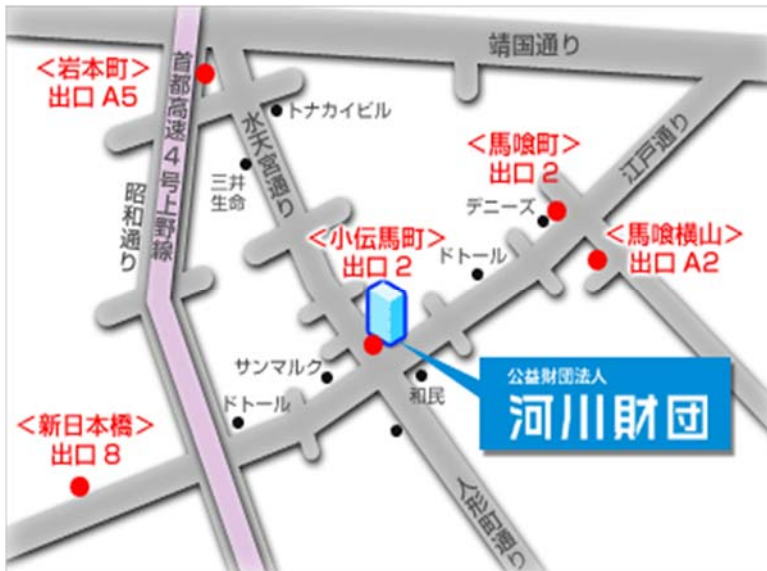 靖国通り
＜岩本町＞
出口 A5
首都高速４号上野線
トナカイビル
水天宮通り
江戸通り
＜馬喰町＞
出口 2
三井
生命
昭和通り
デニーズ
＜小伝馬町＞
出口 2
＜馬喰横山＞
出口 A2
ドトール
サンマルク
公益財団法人
河川財団
和民
ドトール
＜新日本橋＞
出口 8
人形町通り